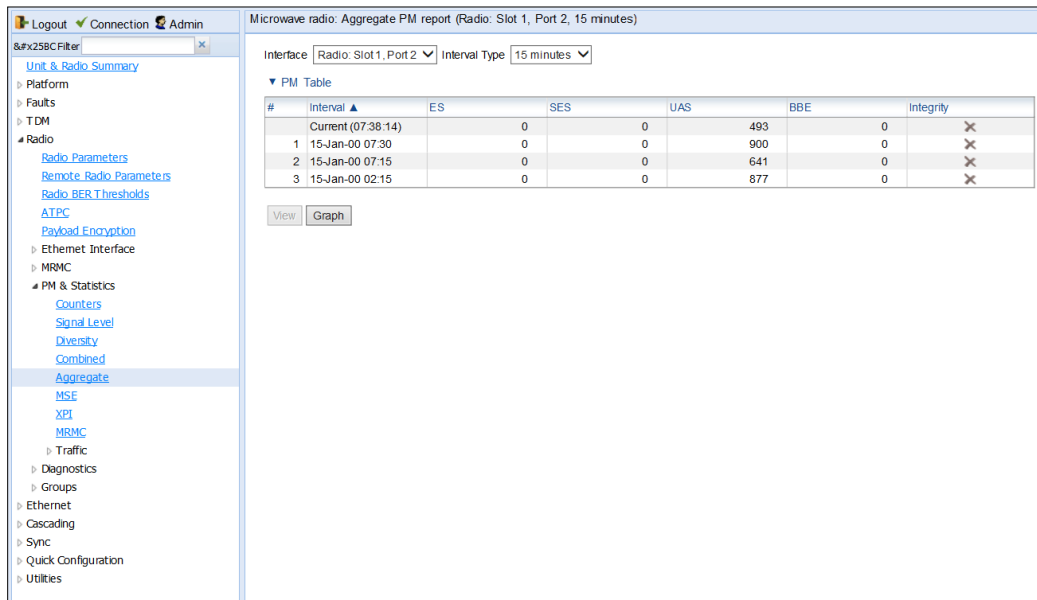 Logout Connection Admin
&#x25BC Filter
Unit & Radio Summary
Platform
Faults
TDM
Radio
Radio Parameters
Remote Radio Parameters
Radio BER Thresholds
ATPC
Payload Encryption
Ethernet Interface
MRMC
PM & Statistics
Counters
Signal Level
Diversity
Combined
Aggregate
MSE
XPI
MRMC
Traffic
Diagnostics
Groups
Ethernet
Cascading
Sync
Quick Configuration
Utilities
Microwave radio: Aggregate PM report (Radio: Slot 1, Port 2, 15 minutes)
Interface Radio: Slot 1, Port 2 Interval Type 15 minutes
▼ PM Table
# Interval ▲ ES SES UAS BBE Integrity
Current (07:38:14) 0 0 493 0
1 15-Jan-00 07:30 0 0 900 0
2 15-Jan-00 07:15 0 0 641 0
3 15-Jan-00 02:15 0 0 877 0
View Graph